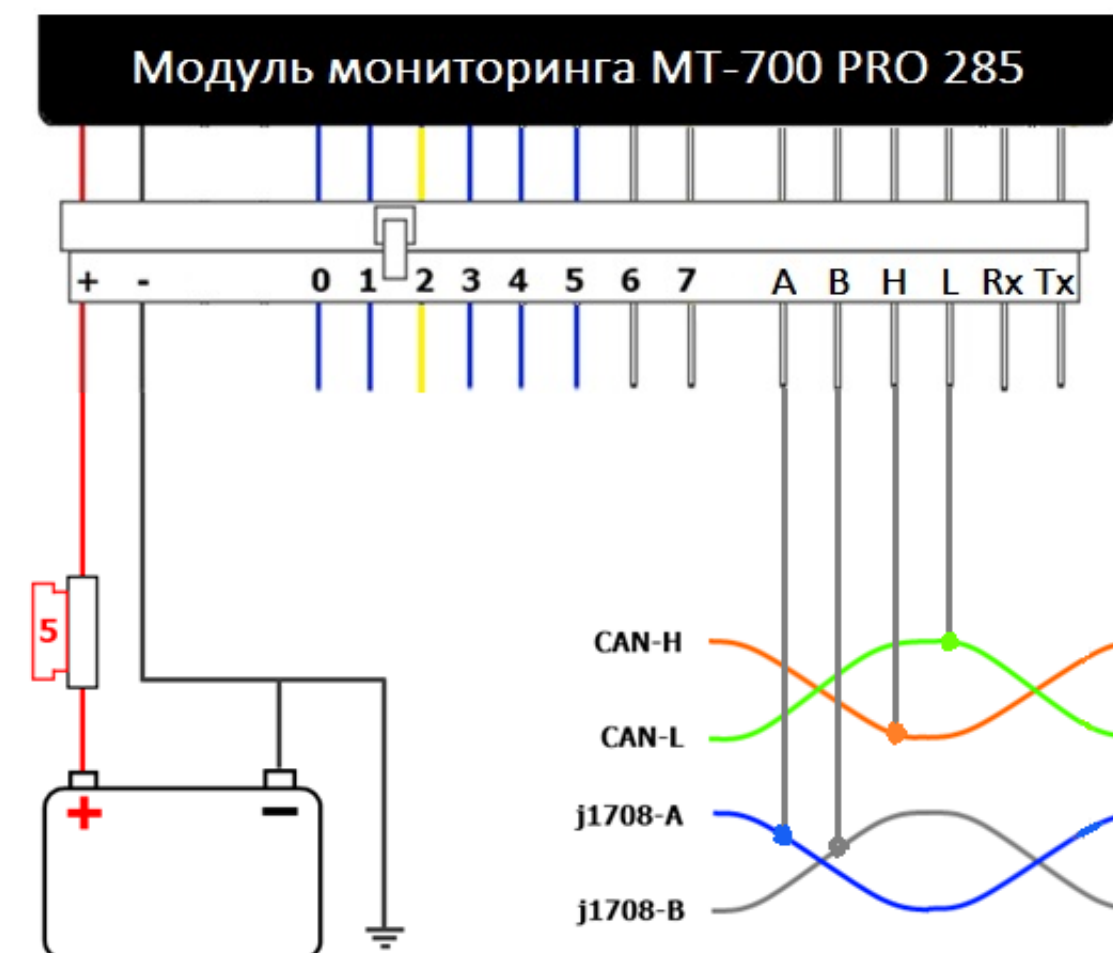 Модуль мониторинга МТ-700 PRO 285
+ - 0 1 2 3 4 5 6 7 A B H L Rx Tx
5
CAN-H
CAN-L
+ −
j1708-A
j1708-B